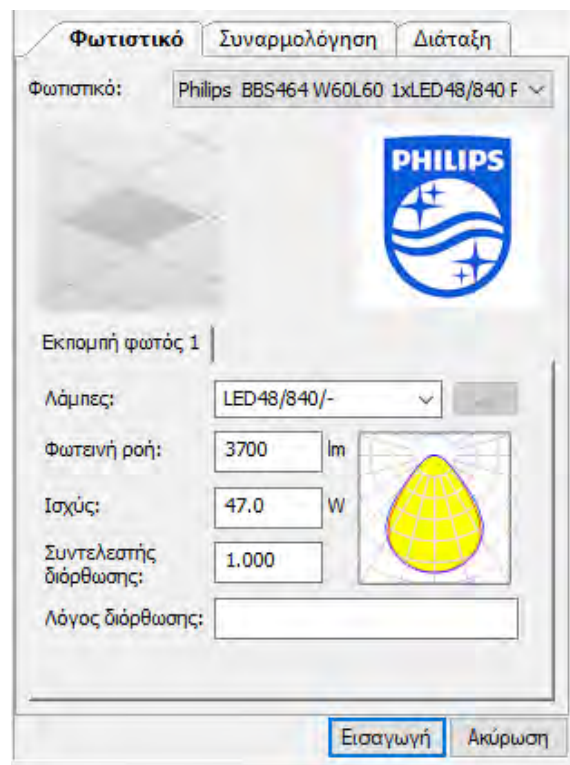 Φωτιστικό Συναρμολόγηση Διάταξη
Φωτιστικό: Philips BBS464 W60L60 1xLED48/840 F
PHILIPS
Εκπομπή φωτός 1
Λάμπες: LED48/840/- ...
Φωτεινή ροή: 3700 lm
Ισχύς: 47.0 W
Συντελεστής
διόρθωσης: 1.000
Λόγος διόρθωσης:
Εισαγωγή Ακύρωση